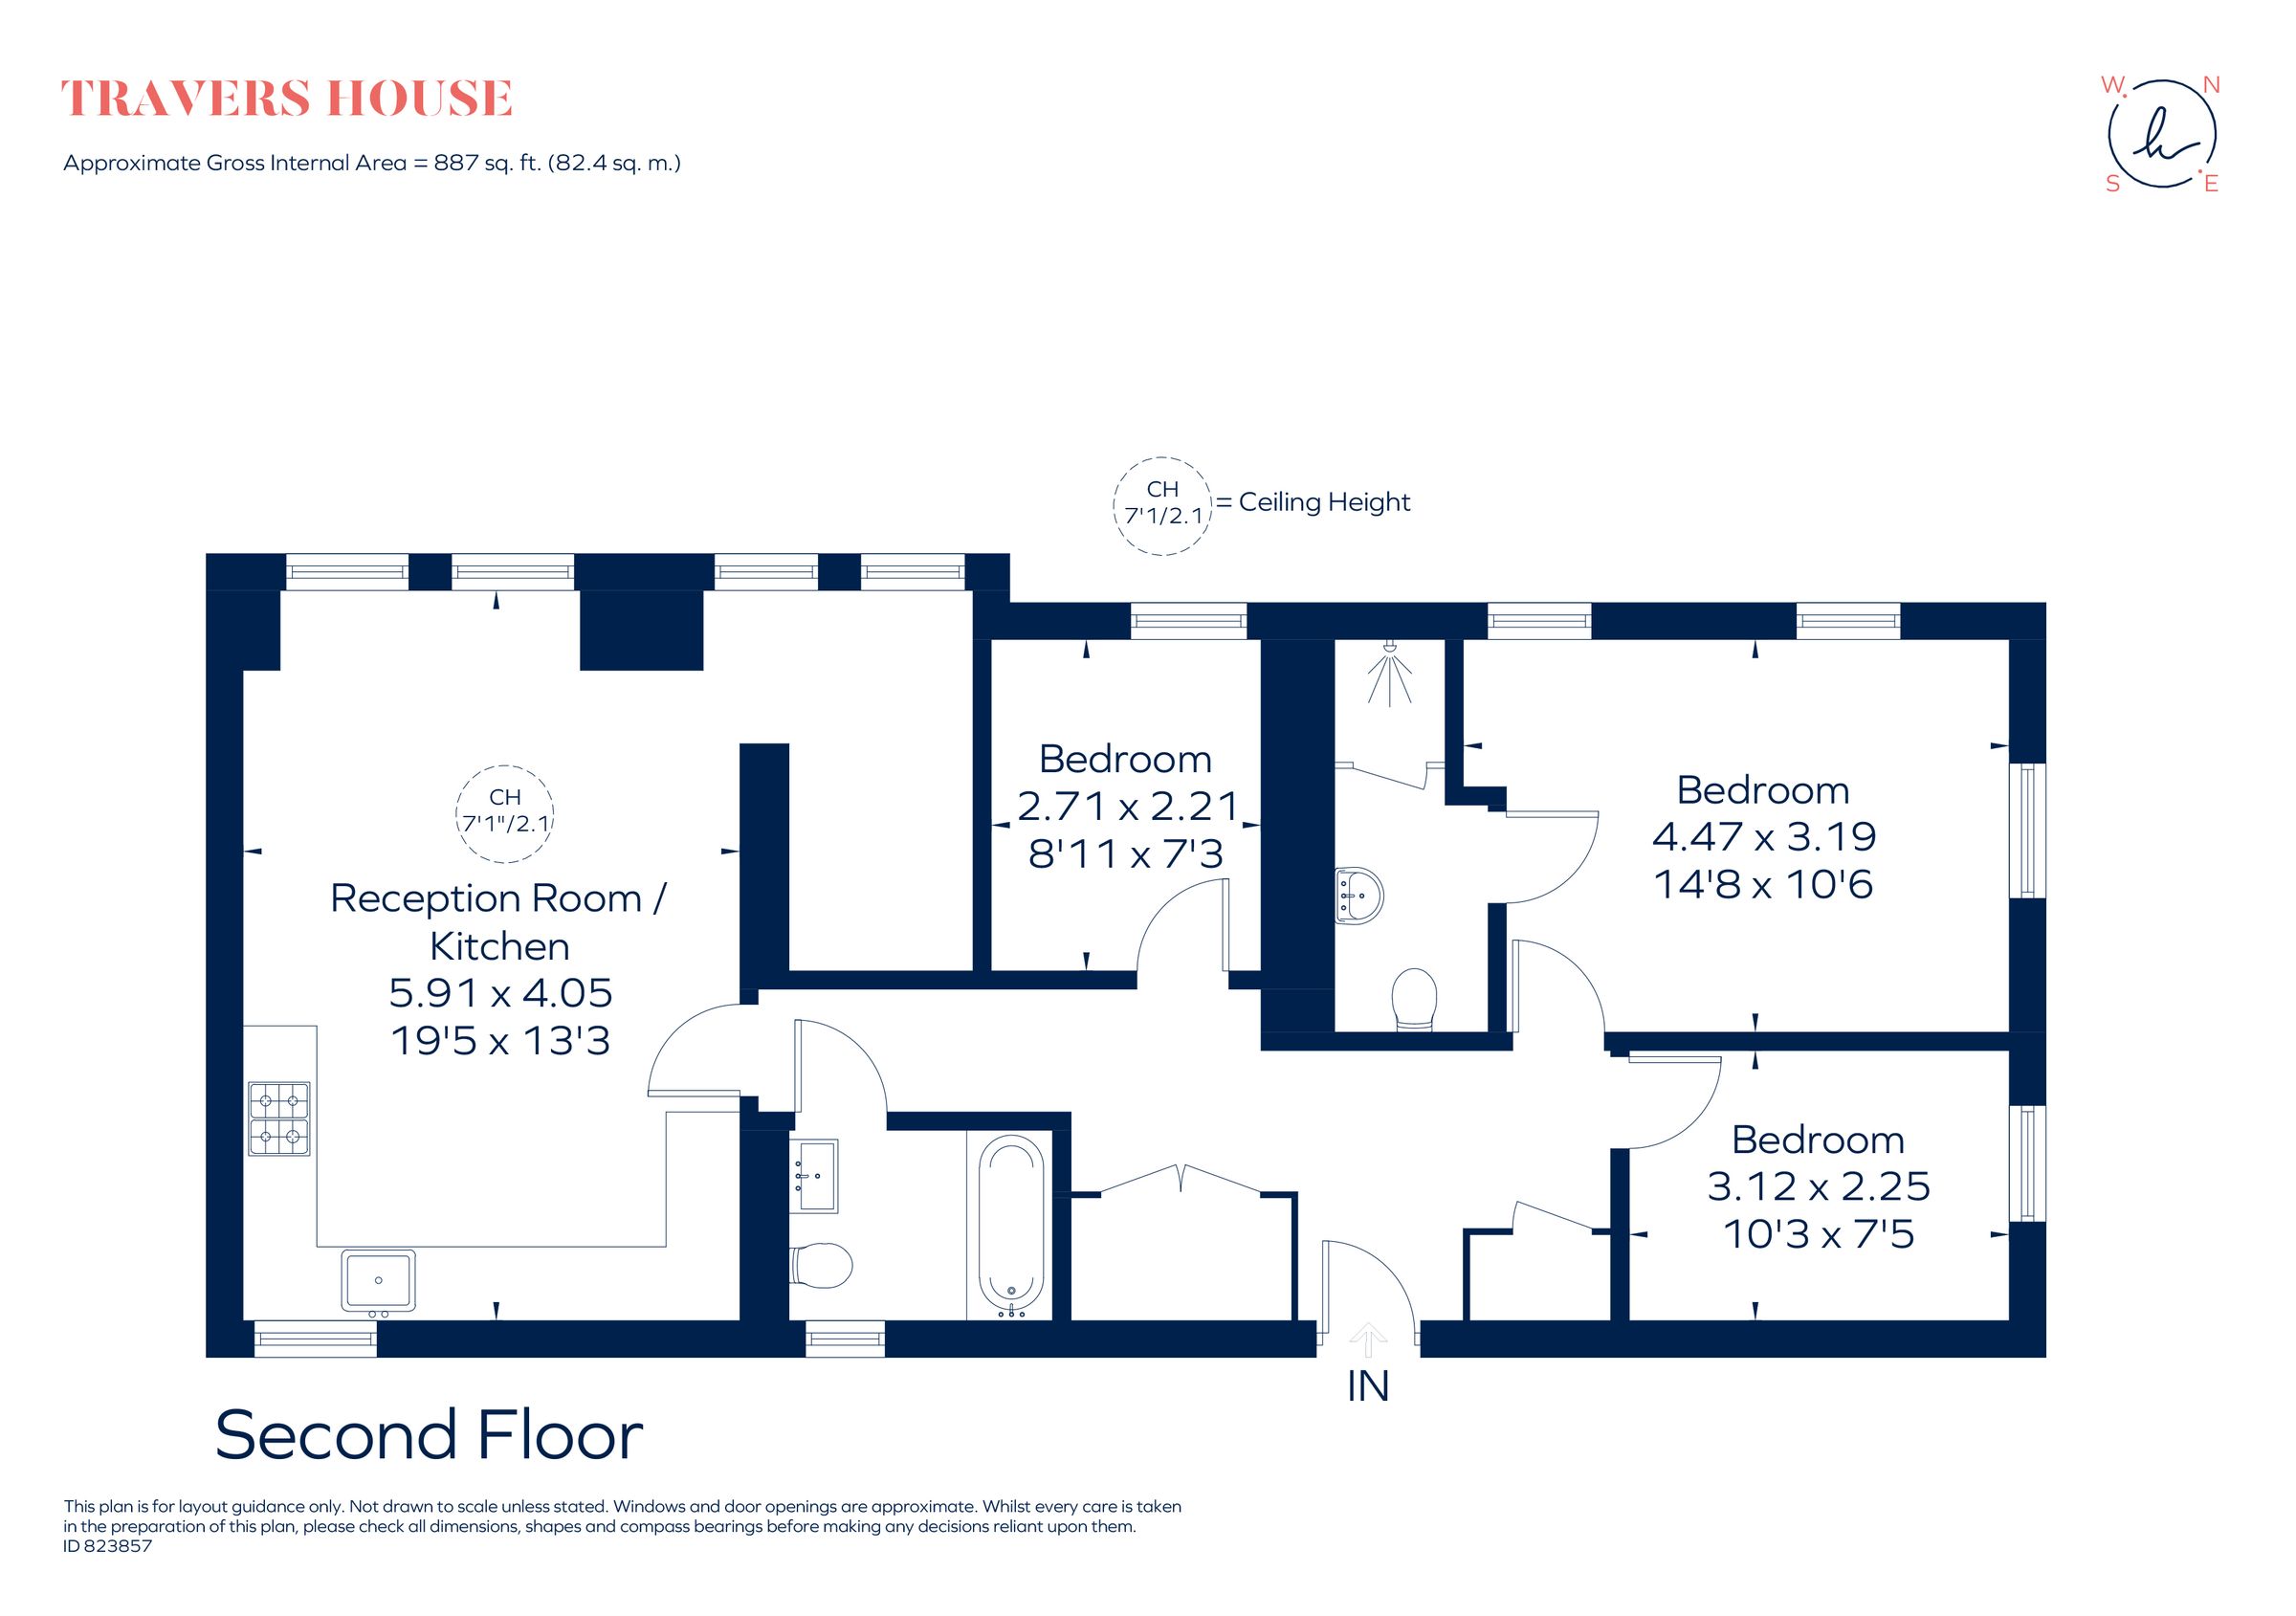 TRAVERS HOUSE
Approximate Gross Internal Area = 887 sq. ft. (82.4 sq. m.)
W N
S E
CH
7'1/2.1
= Ceiling Height
CH
7'1"/2.1
Reception Room /
Kitchen
5.91 x 4.05
19'5 x 13'3
Bedroom
2.71 x 2.21
8'11 x 7'3
Bedroom
4.47 x 3.19
14'8 x 10'6
Bedroom
3.12 x 2.25
10'3 x 7'5
IN
Second Floor
This plan is for layout guidance only. Not drawn to scale unless stated. Windows and door openings are approximate. Whilst every care is taken
in the preparation of this plan, please check all dimensions, shapes and compass bearings before making any decisions reliant upon them.
ID 823857